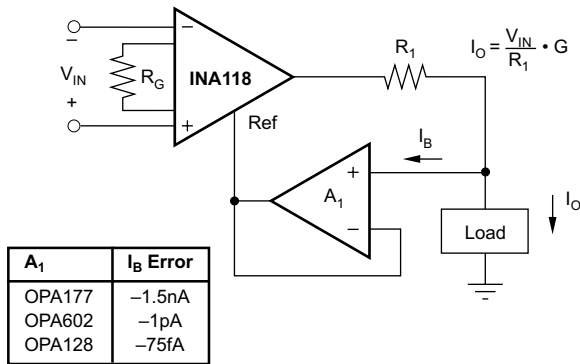 –
V_IN
+
R_G
–
INA118
+
Ref
R_1
I_O = V_IN / R_1 • G
I_B
+
A_1
–
Load
I_O
A_1 I_B Error
OPA177 –1.5nA
OPA602 –1pA
OPA128 –75fA